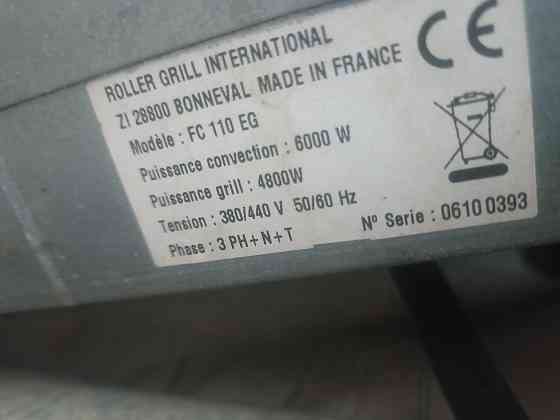 ROLLER GRILL INTERNATIONAL
ZI 28800 BONNEVAL MADE IN FRANCE
CE
Modèle : FC 110 EG
Puissance convection : 6000 W
Puissance grill : 4800W
Tension : 380/440 V 50/60 Hz
Phase : 3 PH+N+T
Nº Serie : 0610 0393